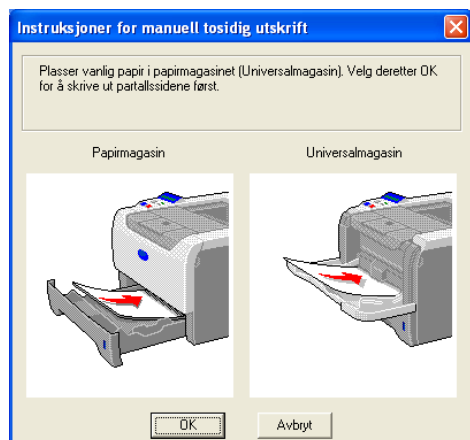 Instruksjoner for manuell tosidig utskrift
Plasser vanlig papir i papirmagasinet (Universalmagasin). Velg deretter OK
for å skrive ut partallssidene først.
Papirmagasin
Universalmagasin
OK
Avbryt